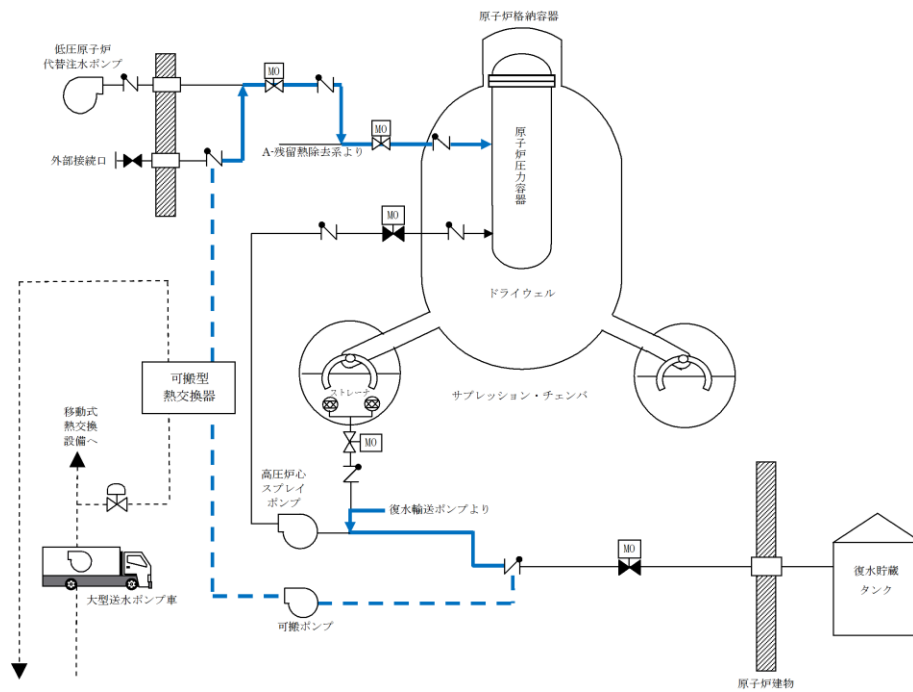 原子炉格納容器
低圧原子炉
代替注水ポンプ
MO
MO
外部接続口
A-残留熱除去系より
原子炉圧力容器
MO
ドライウェル
可搬型
熱交換器
ストレーナ
サプレッション・チェンバ
移動式
熱交換
設備へ
MO
高圧炉心
スプレイ
ポンプ
復水輸送ポンプより
MO
復水貯蔵
タンク
大型送水ポンプ車
可搬ポンプ
原子炉建物